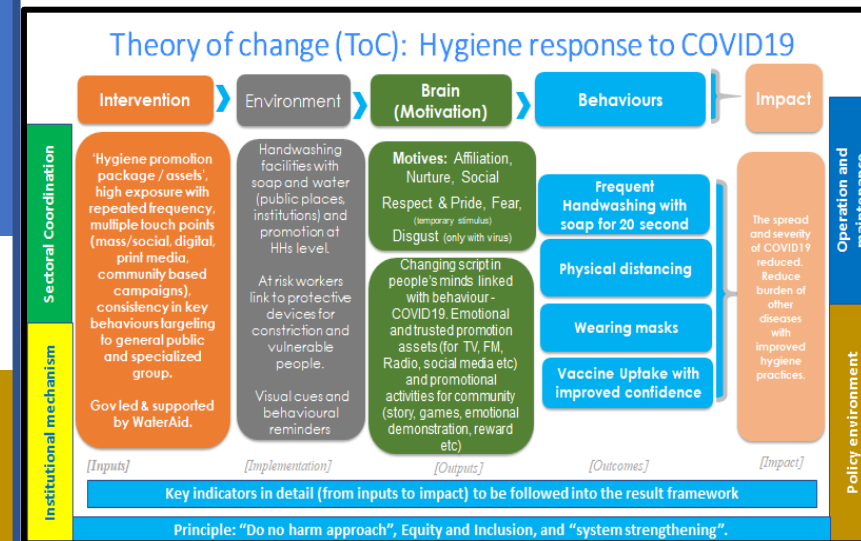 Theory of change (ToC): Hygiene response to COVID19
Intervention
Environment
Brain
(Motivation)
Behaviours
Impact
Sectoral Coordination
Institutional mechanism
'Hygiene promotion
package / assets',
high exposure with
repeated frequency,
multiple touch points
(mass/social, digital,
print media,
community based
campaigns),
consistency in key
behaviours targeting
to general public
and specialized
group.
Gov led & supported
by WaterAid.
Handwashing
facilities with
soap and water
(public places,
institutions) and
promotion at
HHs level.
At risk workers
link to protective
devices for
constriction and
vulnerable
people.
Visual cues and
behavioural
reminders
Motives: Affiliation,
Nurture, Social
Respect & Pride, Fear,
(temporary stimulus)
Disgust (only with virus)
Changing script in
people's minds linked
with behaviour -
COVID19. Emotional
and trusted promotion
assets (for TV, FM,
Radio, social media etc)
and promotional
activities for community
(story, games, emotional
demonstration, reward
etc)
Frequent
Handwashing with
soap for 20 second
Physical distancing
Wearing masks
Vaccine Uptake with
improved confidence
The spread
and severity
of COVID19
reduced.
Reduce
burden of
other
diseases
with
improved
hygiene
practices.
Operation and
maintenance
Policy environment
[Inputs]
[Implementation]
[Outputs]
[Outcomes]
[Impact]
Key indicators in detail (from inputs to impact) to be followed into the result framework
Principle: "Do no harm approach", Equity and Inclusion, and "system strengthening".